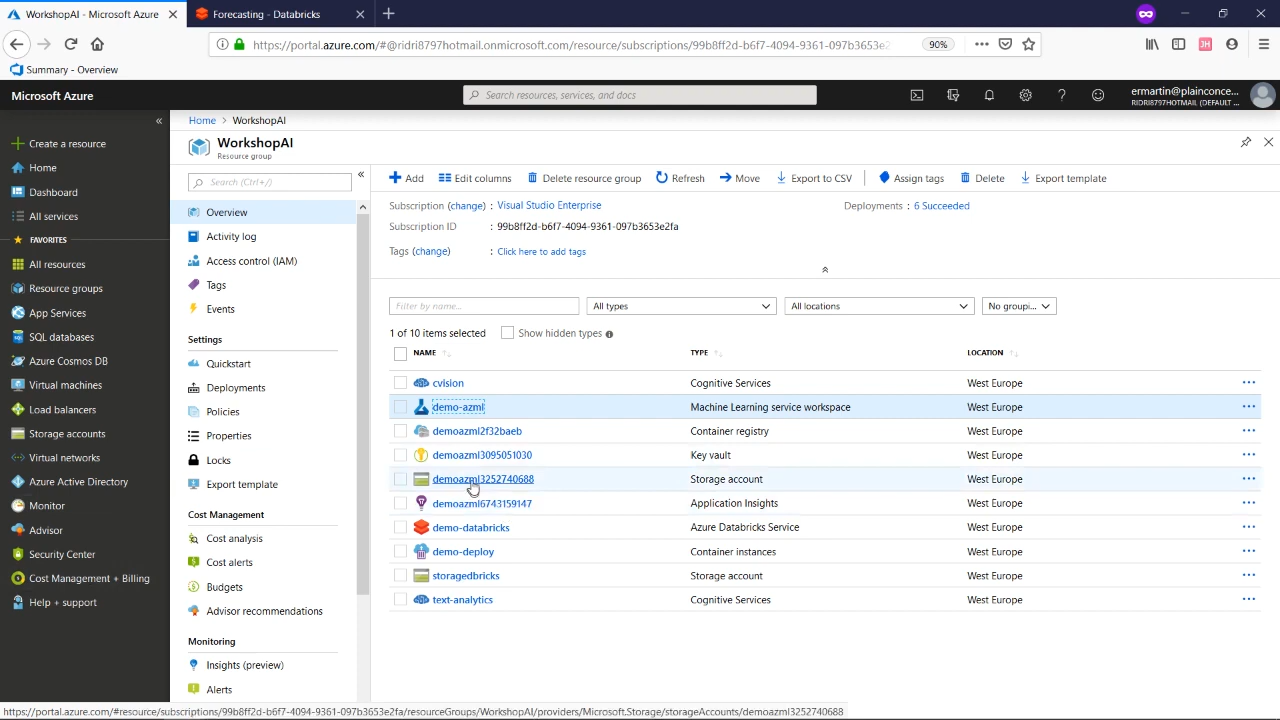 WorkshopAI - Microsoft Azure
Forecasting - Databricks
https://portal.azure.com/#@ridri8797hotmail.onmicrosoft.com/resource/subscriptions/99b8ff2d-b6f7-4094-9361-097b3653e2
90%
Summary - Overview
Microsoft Azure
Search resources, services, and docs
ermartin@plainconce...
RIDRI8797HOTMAIL (DEFAULT ...
Create a resource
Home
Dashboard
All services
FAVORITES
All resources
Resource groups
App Services
SQL databases
Azure Cosmos DB
Virtual machines
Load balancers
Storage accounts
Virtual networks
Azure Active Directory
Monitor
Advisor
Security Center
Cost Management + Billing
Help + support
Home > WorkshopAI
WorkshopAI
Resource group
Search (Ctrl+/)
Overview
Activity log
Access control (IAM)
Tags
Events
Settings
Quickstart
Deployments
Policies
Properties
Locks
Export template
Cost Management
Cost analysis
Cost alerts
Budgets
Advisor recommendations
Monitoring
Insights (preview)
Alerts
Add Edit columns Delete resource group Refresh Move Export to CSV Assign tags Delete Export template
Subscription (change) : Visual Studio Enterprise Deployments : 6 Succeeded
Subscription ID : 99b8ff2d-b6f7-4094-9361-097b3653e2fa
Tags (change) : Click here to add tags
Filter by name... All types All locations No groupi...
1 of 10 items selected Show hidden types
NAME TYPE LOCATION
cvision Cognitive Services West Europe
demo-azml Machine Learning service workspace West Europe
demoazml2f32baeb Container registry West Europe
demoazml3095051030 Key vault West Europe
demoazml3252740688 Storage account West Europe
demoazml6743159147 Application Insights West Europe
demo-databricks Azure Databricks Service West Europe
demo-deploy Container instances West Europe
storagedbricks Storage account West Europe
text-analytics Cognitive Services West Europe
https://portal.azure.com/#resource/subscriptions/99b8ff2d-b6f7-4094-9361-097b3653e2fa/resourceGroups/WorkshopAI/providers/Microsoft.Storage/storageAccounts/demoazml3252740688